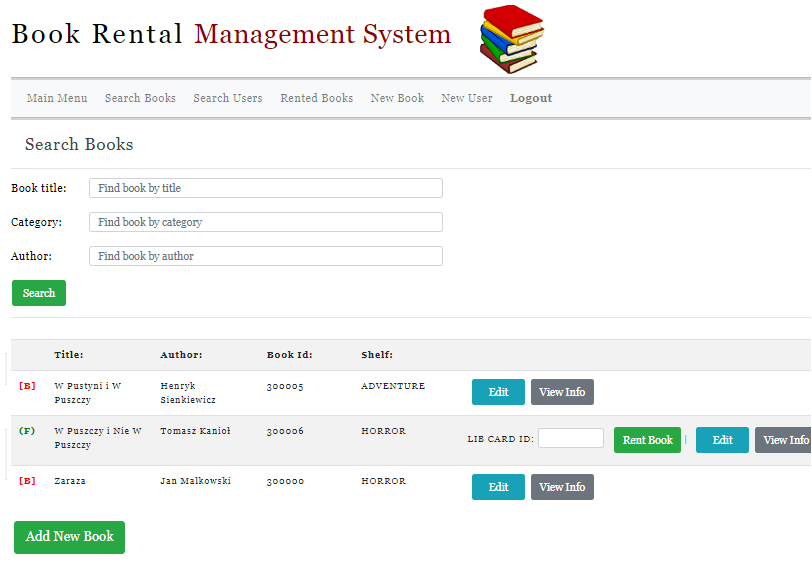 Book Rental Management System
Main Menu Search Books Search Users Rented Books New Book New User Logout
Search Books
Book title: Find book by title
Category: Find book by category
Author: Find book by author
Search
Title: Author: Book Id: Shelf:
[B] W Pustyni i W Puszczy Henryk Sienkiewicz 300005 ADVENTURE Edit View Info
(F) W Puszczy i Nie W Puszczy Tomasz Kanioł 300006 HORROR LIB CARD ID: Rent Book | Edit View Info
[B] Zaraza Jan Malkowski 300000 HORROR Edit View Info
Add New Book